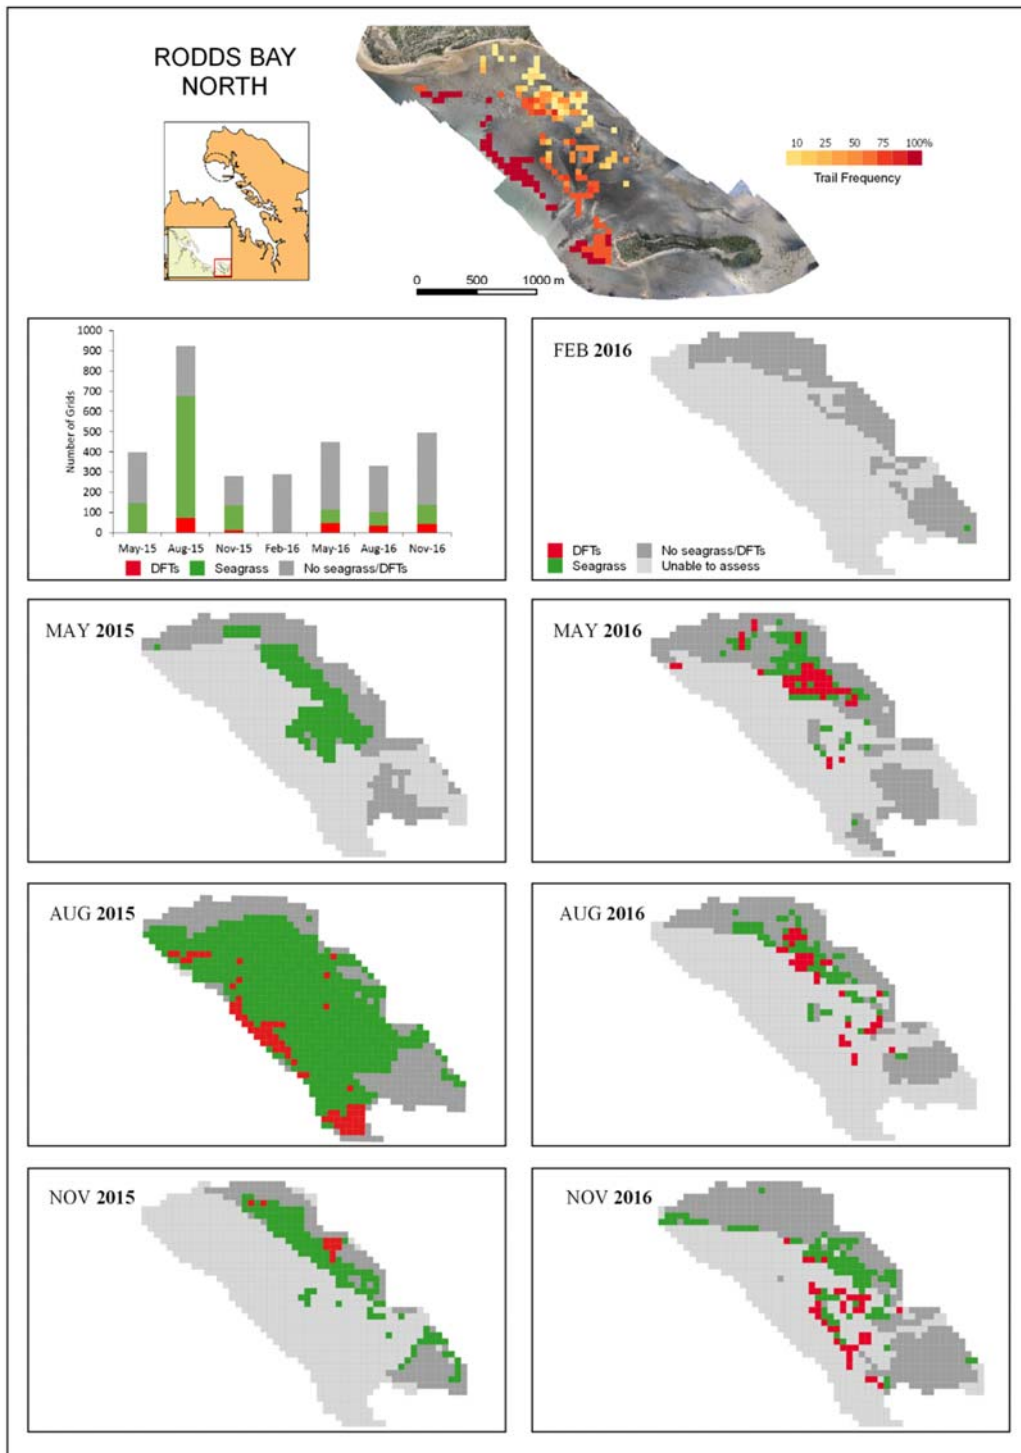 RODDS BAY
NORTH
10 25 50 75 100%
Trail Frequency
0 500 1000 m
1000
900
800
700
600
500
400
300
200
100
0
Number of Grids
May-15 Aug-15 Nov-15 Feb-16 May-16 Aug-16 Nov-16
DFTs Seagrass No seagrass/DFTs
FEB 2016
DFTs No seagrass/DFTs
Seagrass Unable to assess
MAY 2015
MAY 2016
AUG 2015
AUG 2016
NOV 2015
NOV 2016